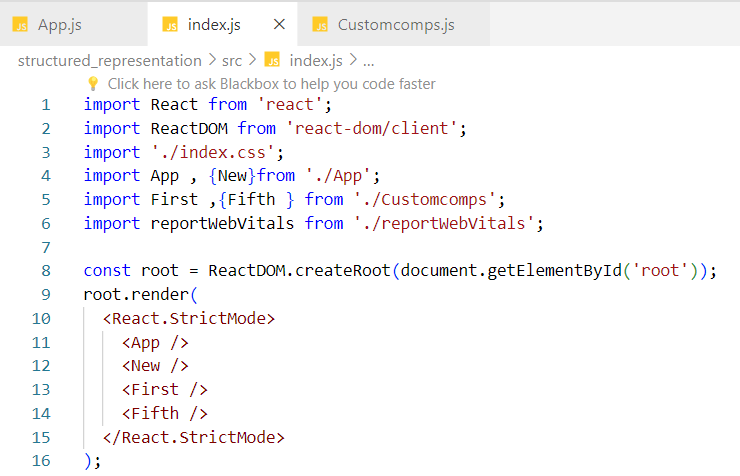 JS App.js JS index.js × JS Customcomps.js
structured_representation > src > JS index.js > ...
Click here to ask Blackbox to help you code faster
1 import React from 'react';
2 import ReactDOM from 'react-dom/client';
3 import './index.css';
4 import App , {New}from './App';
5 import First ,{Fifth } from './Customcomps';
6 import reportWebVitals from './reportWebVitals';
7
8 const root = ReactDOM.createRoot(document.getElementById('root'));
9 root.render(
10 <React.StrictMode>
11 <App />
12 <New />
13 <First />
14 <Fifth />
15 </React.StrictMode>
16 );